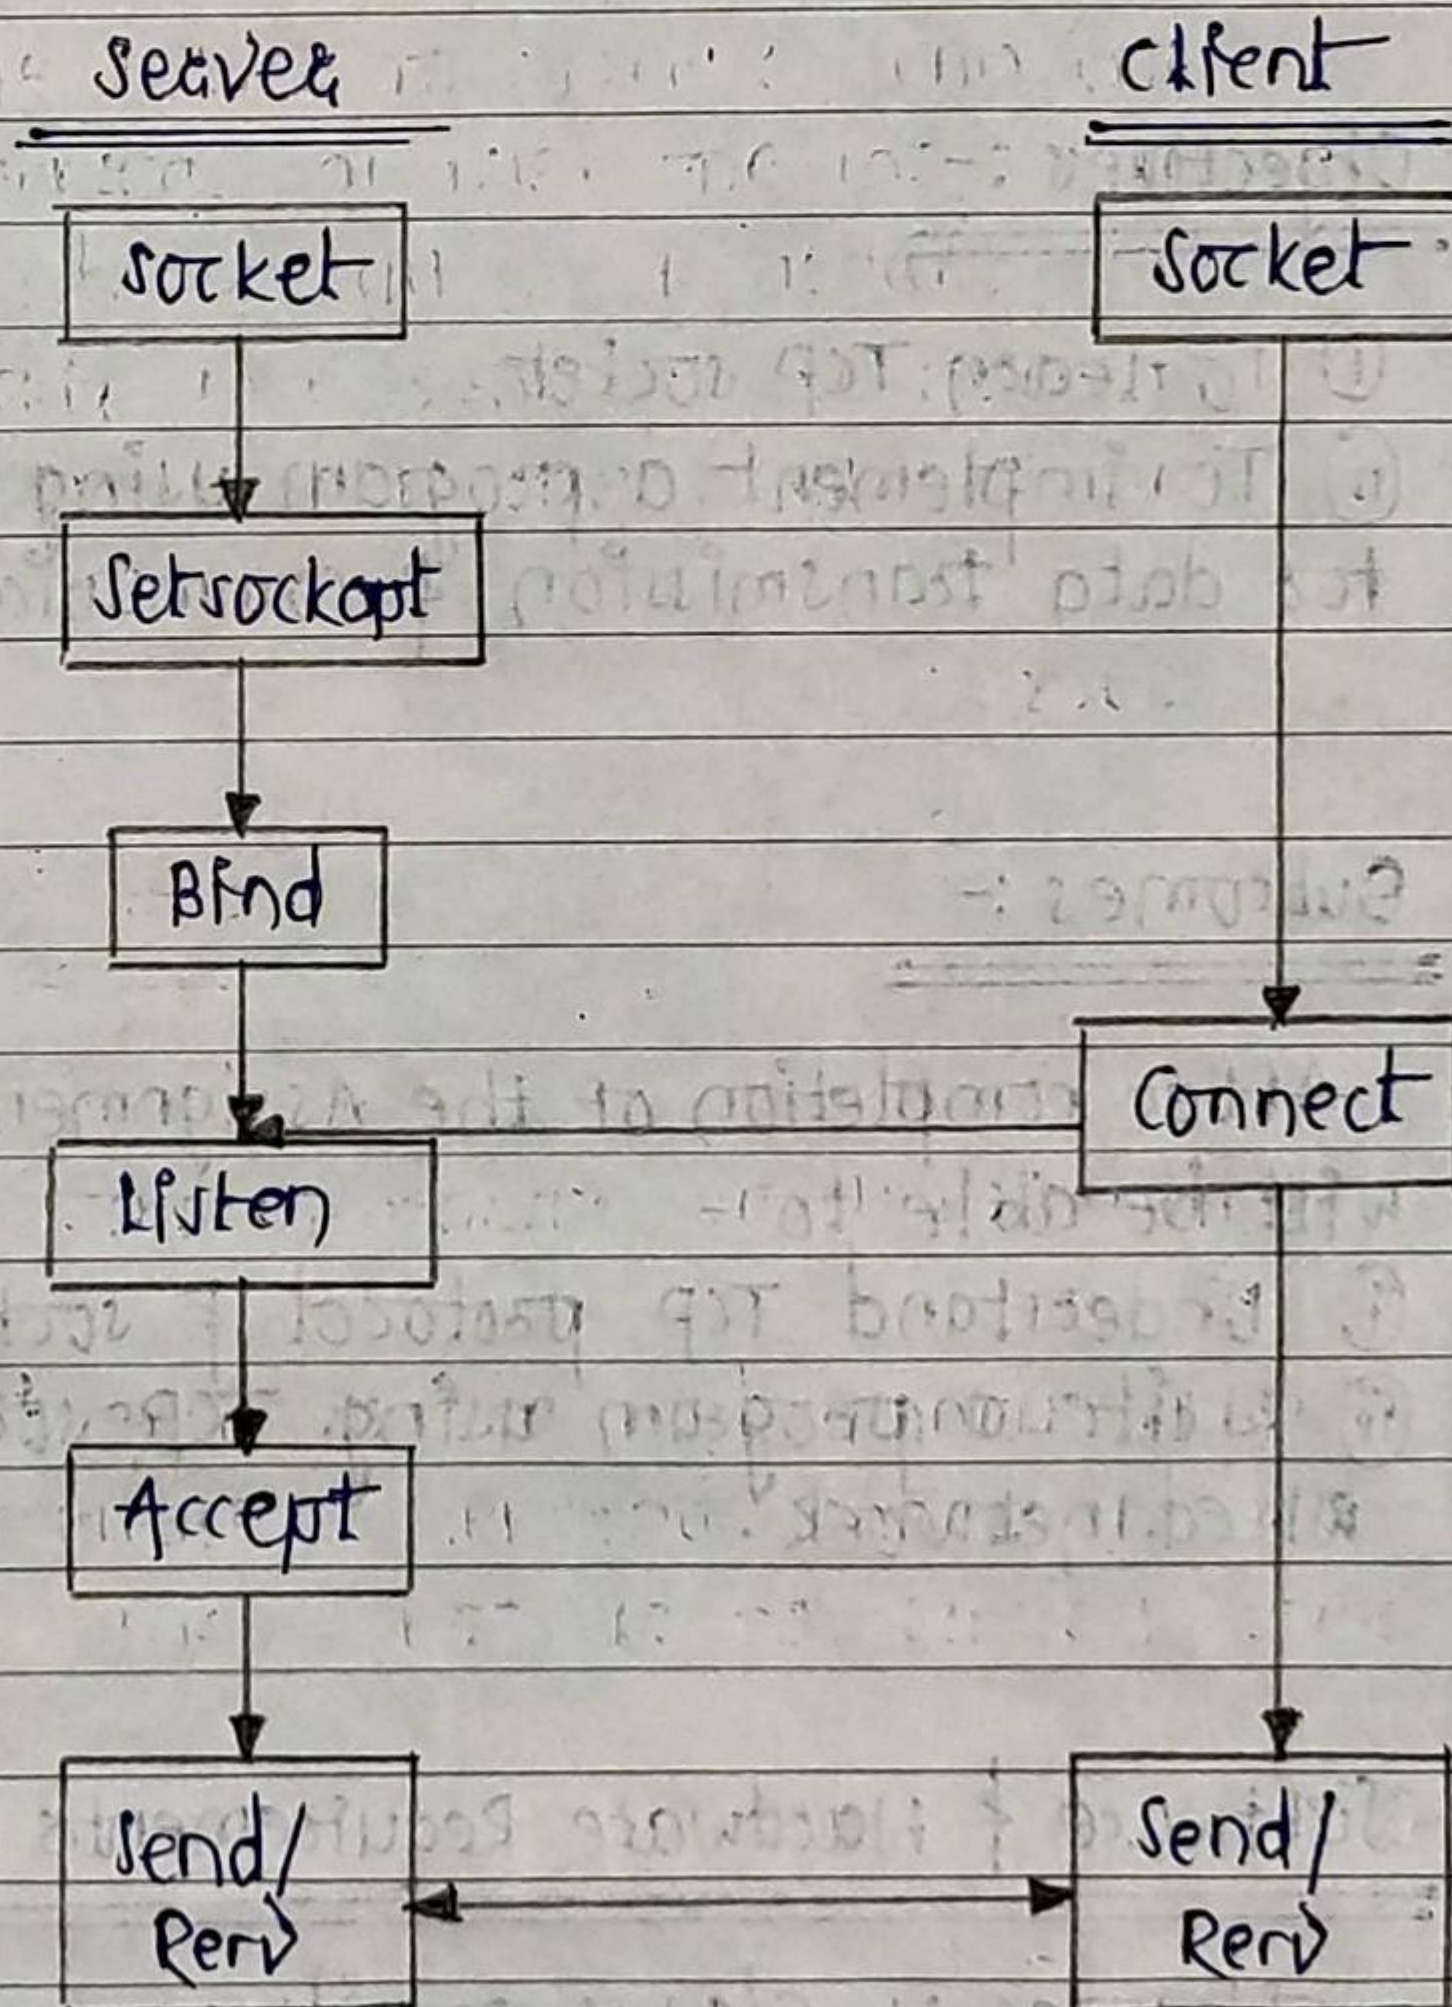 Server
Client
Socket
Socket
Setsockopt
Bind
Connect
Listen
Accept
Send/
Recv
Send/
Recv